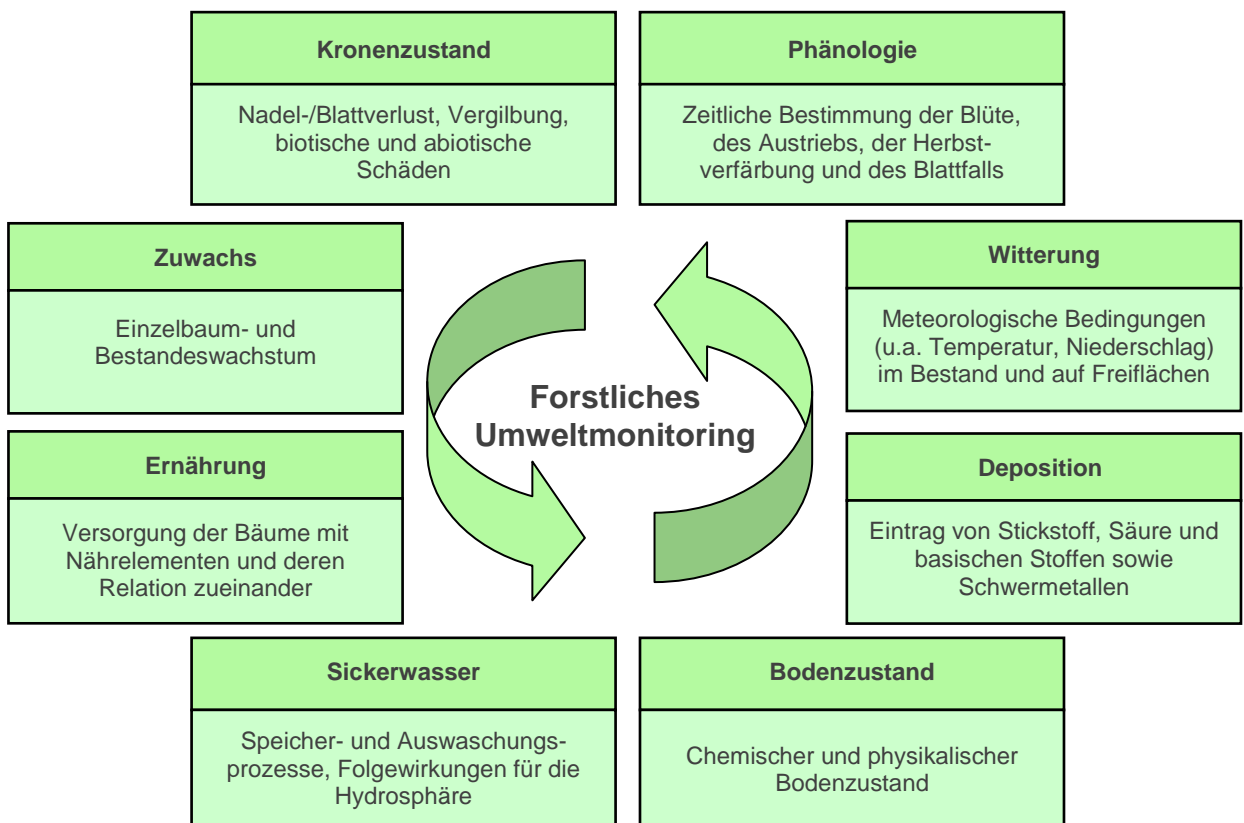 Kronenzustand
Nadel-/Blattverlust, Vergilbung,
biotische und abiotische
Schäden
Phänologie
Zeitliche Bestimmung der Blüte,
des Austriebs, der Herbst-
verfärbung und des Blattfalls
Zuwachs
Einzelbaum- und
Bestandeswachstum
Witterung
Meteorologische Bedingungen
(u.a. Temperatur, Niederschlag)
im Bestand und auf Freiflächen
Forstliches
Umweltmonitoring
Ernährung
Versorgung der Bäume mit
Nährelementen und deren
Relation zueinander
Deposition
Eintrag von Stickstoff, Säure und
basischen Stoffen sowie
Schwermetallen
Sickerwasser
Speicher- und Auswaschungs-
prozesse, Folgewirkungen für die
Hydrosphäre
Bodenzustand
Chemischer und physikalischer
Bodenzustand